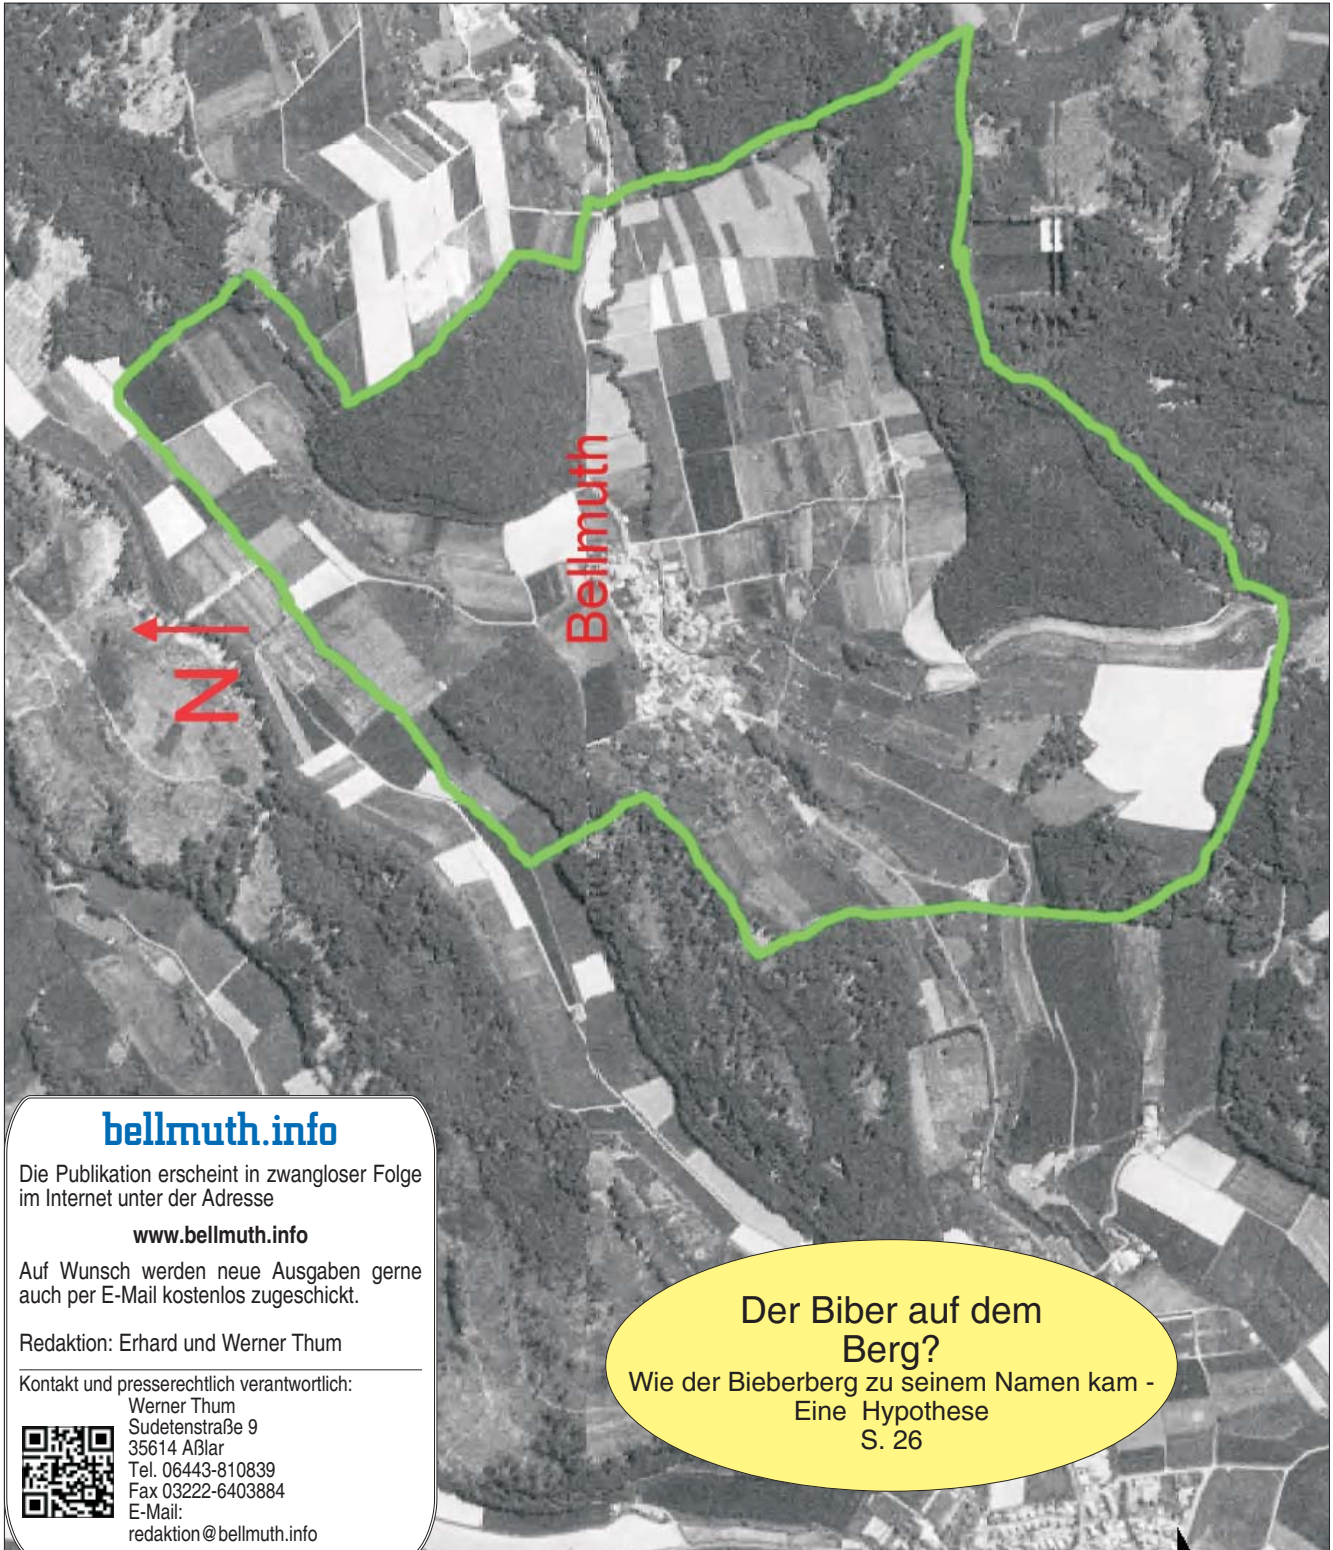 N
Bellmuth
bellmuth.info
Die Publikation erscheint in zwangloser Folge
im Internet unter der Adresse
www.bellmuth.info
Auf Wunsch werden neue Ausgaben gerne
auch per E-Mail kostenlos zugeschickt.
Redaktion: Erhard und Werner Thum
Kontakt und presserechtlich verantwortlich:
Werner Thum
Sudetenstraße 9
35614 Aßlar
Tel. 06443-810839
Fax 03222-6403884
E-Mail:
redaktion@bellmuth.info
Der Biber auf dem
Berg?
Wie der Bieberberg zu seinem Namen kam -
Eine Hypothese
S. 26